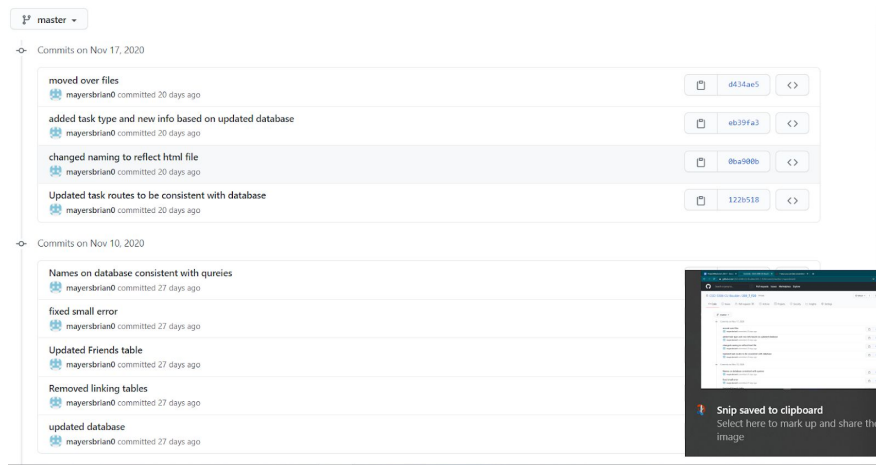 master
Commits on Nov 17, 2020
moved over files
mayersbrian0 committed 20 days ago
d434ae5
added task type and new info based on updated database
mayersbrian0 committed 20 days ago
eb39fa3
changed naming to reflect html file
mayersbrian0 committed 20 days ago
0ba900b
Updated task routes to be consistent with database
mayersbrian0 committed 20 days ago
122b518
Commits on Nov 10, 2020
Names on database consistent with qureies
mayersbrian0 committed 27 days ago
fixed small error
mayersbrian0 committed 27 days ago
Updated Friends table
mayersbrian0 committed 27 days ago
Removed linking tables
mayersbrian0 committed 27 days ago
updated database
mayersbrian0 committed 27 days ago
Snip saved to clipboard
Select here to mark up and share the
image